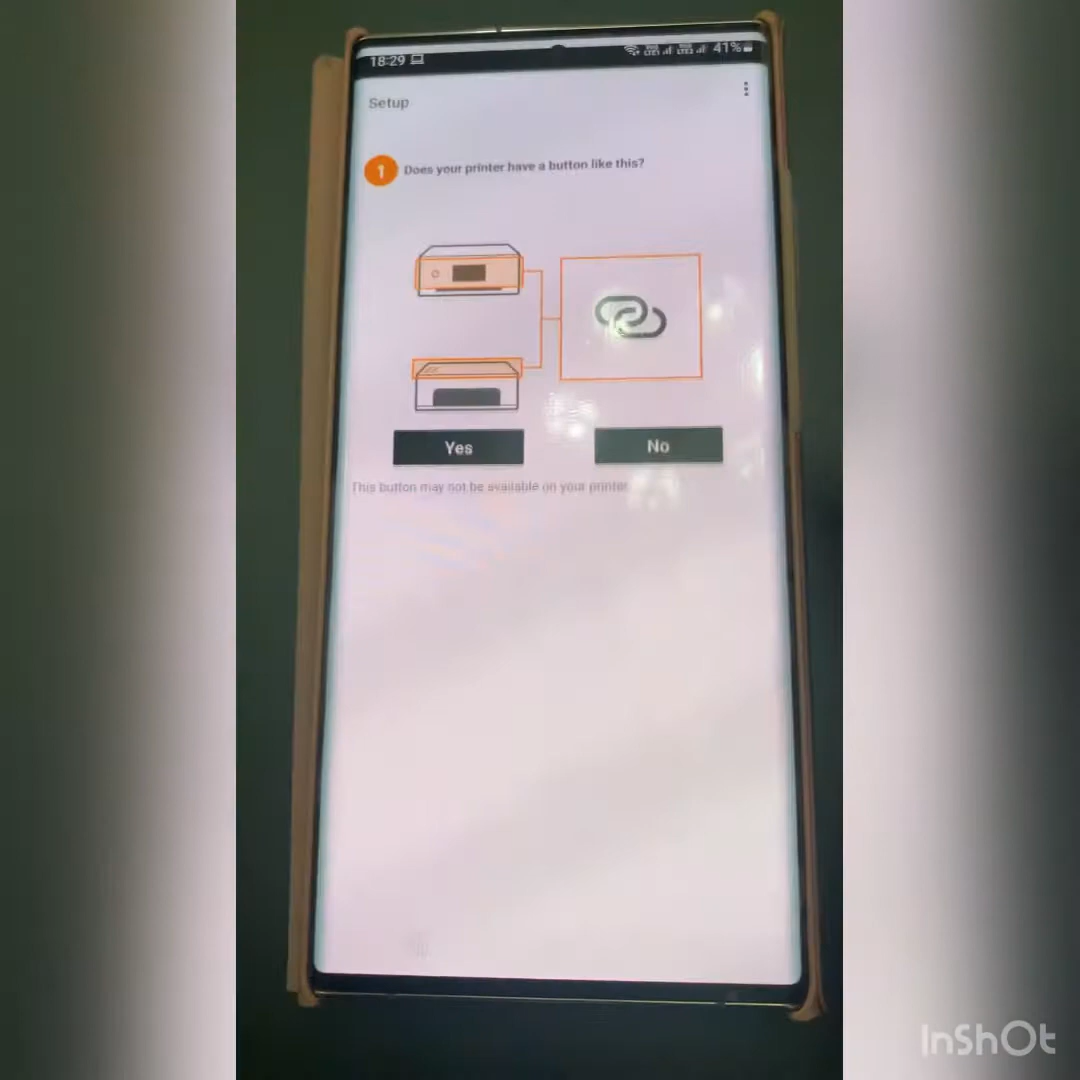 18:29
41%
Setup
1 Does your printer have a button like this?
Yes
No
This button may not be available on your printer
InShOt